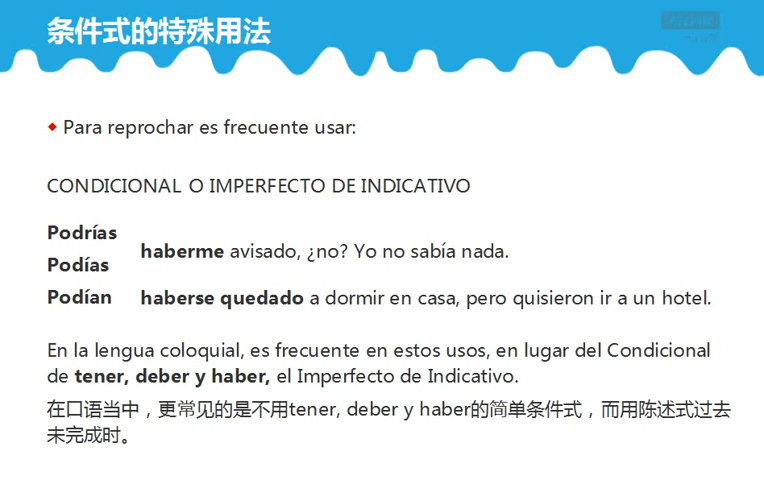 条件式的特殊用法
Para reprochar es frecuente usar:
CONDICIONAL O IMPERFECTO DE INDICATIVO
Podrías
Podías
haberme avisado, ¿no? Yo no sabía nada.
Podían haberse quedado a dormir en casa, pero quisieron ir a un hotel.
En la lengua coloquial, es frecuente en estos usos, en lugar del Condicional
de tener, deber y haber, el Imperfecto de Indicativo.
在口语当中，更常见的是不用tener, deber y haber的简单条件式，而用陈述式过去
未完成时。